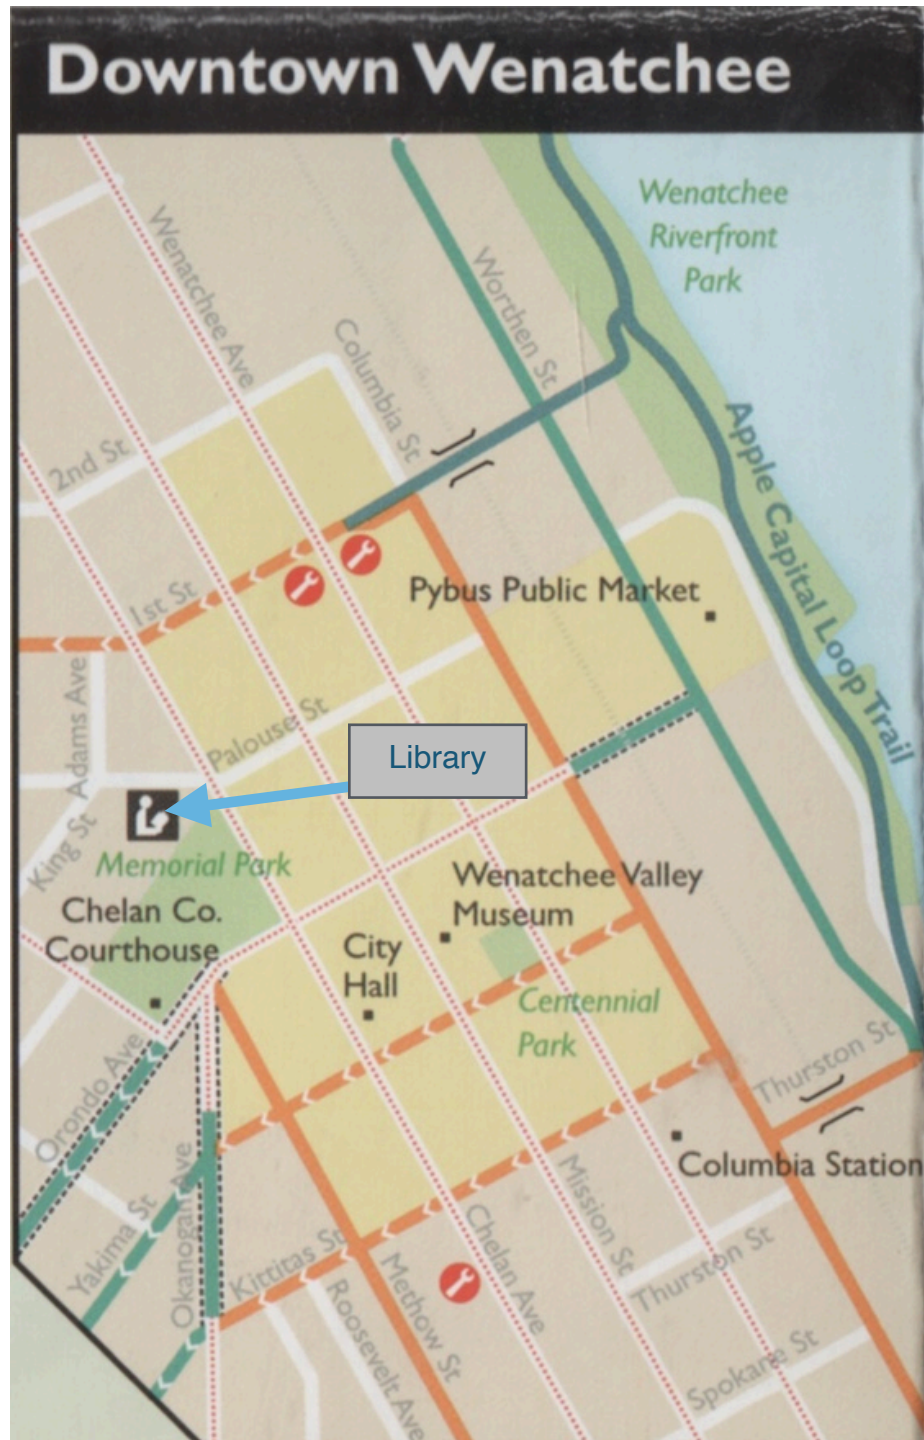 Downtown Wenatchee
Wenatchee
Riverfront
Park
Wenatchee Ave
Worthen St
Columbia St
2nd St
Apple Capital Loop Trail
1st St
Pybus Public Market
Adams Ave
Palouse St
Library
King St
Memorial Park
Chelan Co.
Courthouse
Wenatchee Valley
Museum
City
Hall
Centennial
Park
Orondo Ave
Thurston St
Columbia Station
Yakima St
Okanogan Ave
Kittitas St
Mission St
Chelan Ave
Methow St
Roosevelt Ave
Thurston St
Spokane St